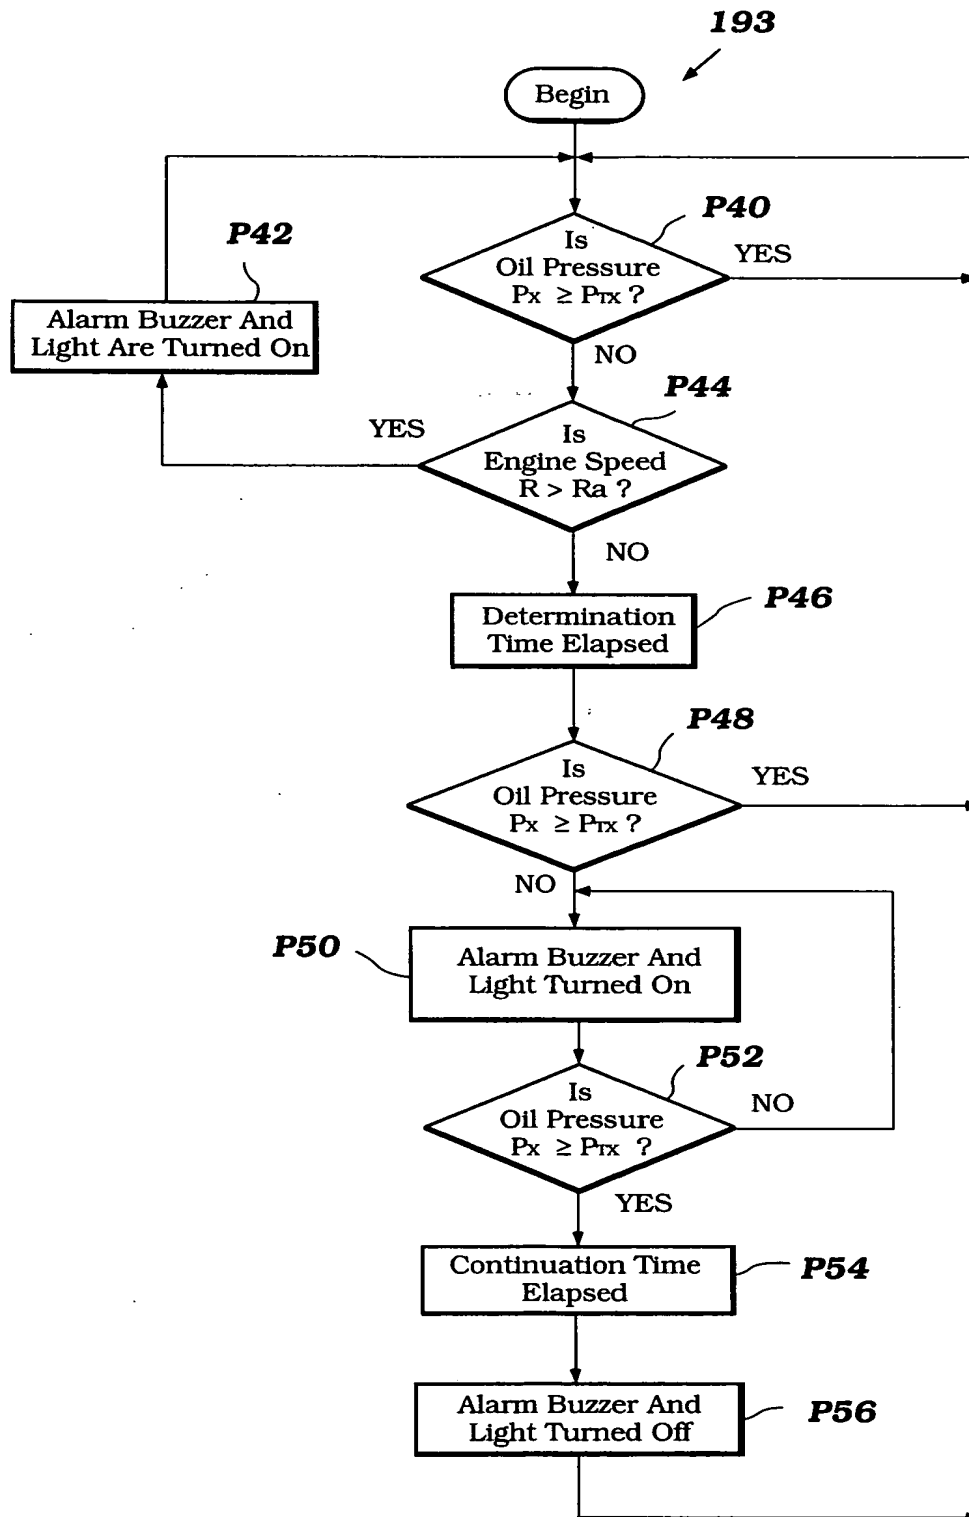 193
Begin
P40
Is
Oil Pressure
Px ≥ PTX ?
YES
P42
Alarm Buzzer And
Light Are Turned On
NO
P44
YES
Is
Engine Speed
R > Ra ?
NO
P46
Determination
Time Elapsed
P48
Is
Oil Pressure
Px ≥ PTX ?
YES
NO
P50
Alarm Buzzer And
Light Turned On
P52
Is
Oil Pressure
Px ≥ PTX ?
NO
YES
P54
Continuation Time
Elapsed
P56
Alarm Buzzer And
Light Turned Off